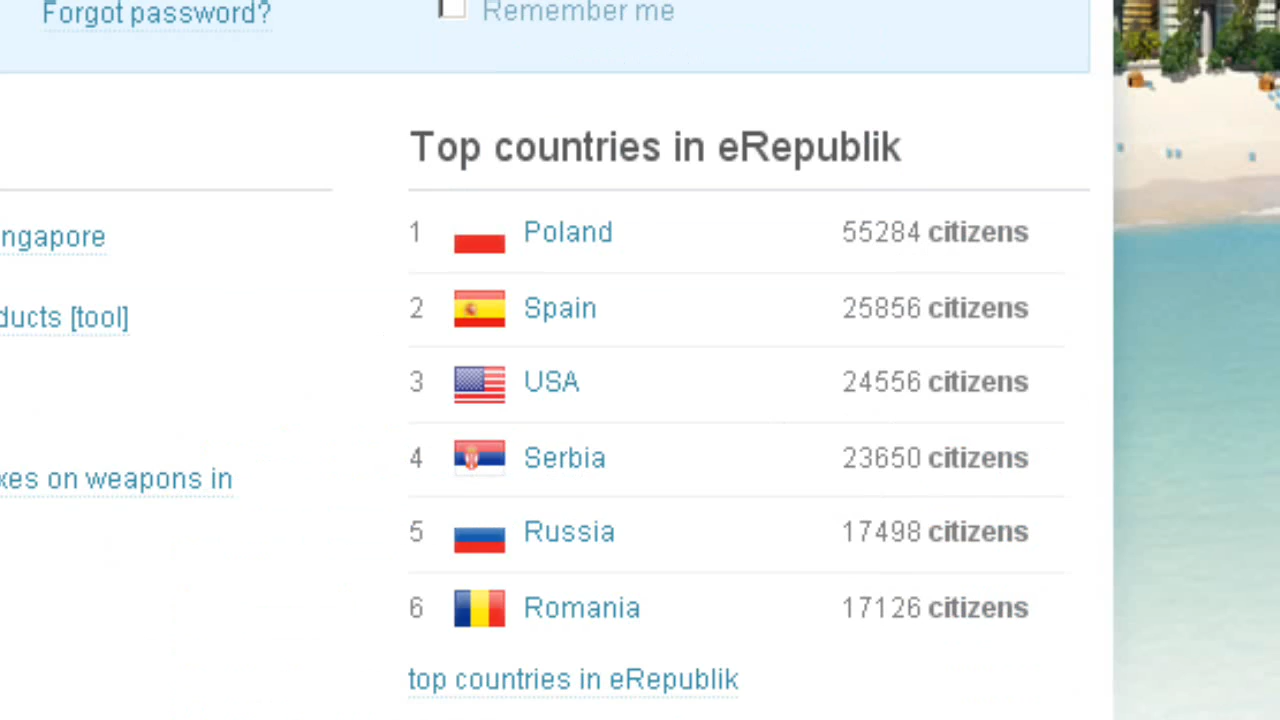 Forgot password?
Remember me
Top countries in eRepublik
1 Poland 55284 citizens
2 Spain 25856 citizens
3 USA 24556 citizens
4 Serbia 23650 citizens
5 Russia 17498 citizens
6 Romania 17126 citizens
top countries in eRepublik
ngapore
ducts [tool]
xes on weapons in